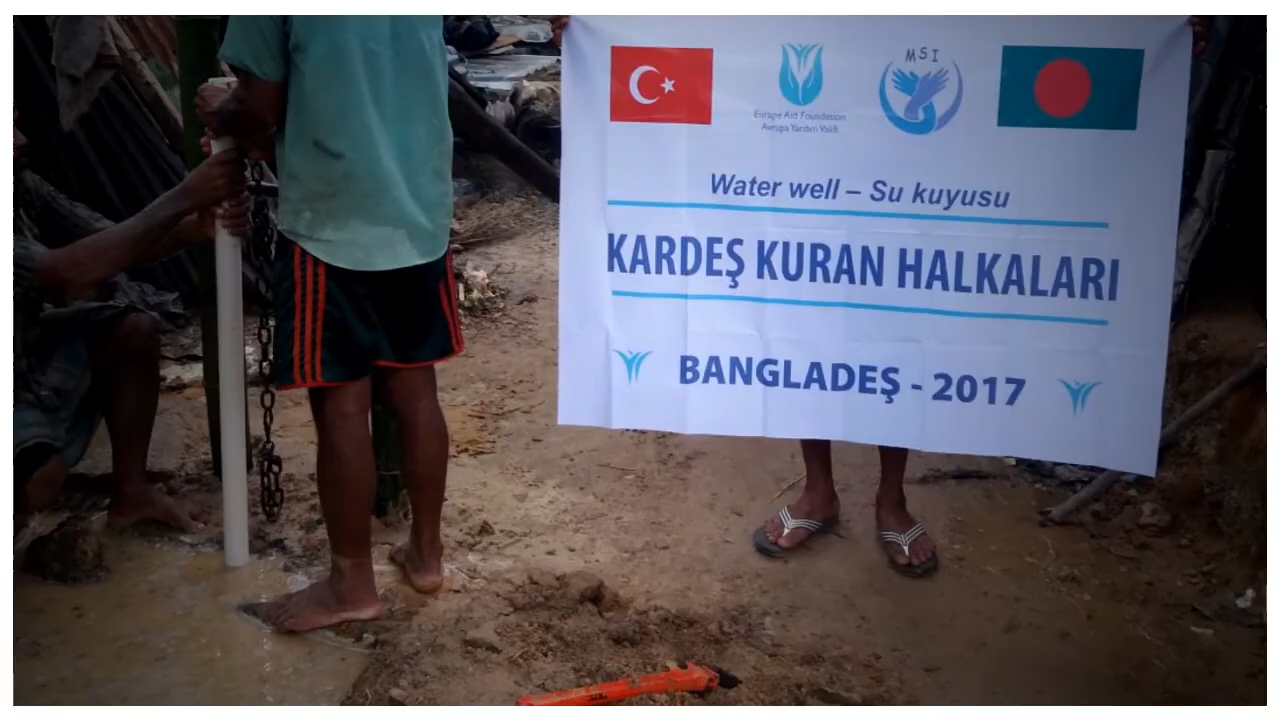 MSI
Europe Aid Foundation
Avrupa Yardım Vakfı
Water well – Su kuyusu
KARDEŞ KURAN HALKALARI
BANGLADEŞ - 2017